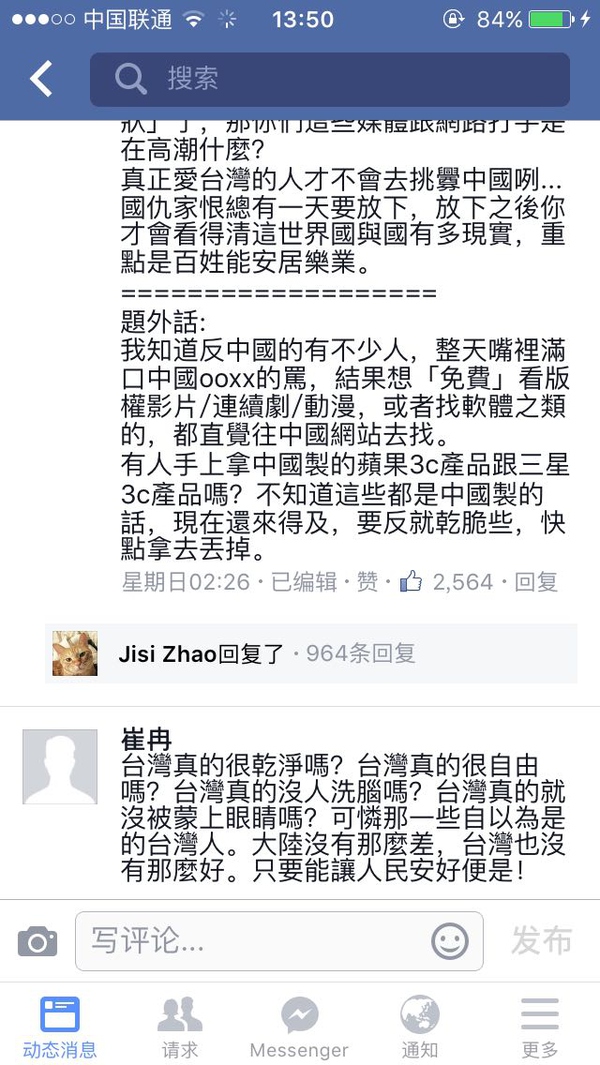 中国联通 13:50 84%
搜索
狀」了，那你們這些媒體跟網路打手是
在高潮什麼?
真正愛台灣的人才不會去挑釁中國咧...
國仇家恨總有一天要放下，放下之後你
才會看得清這世界國與國有多現實，重
點是百姓能安居樂業。
===================
題外話:
我知道反中國的有不少人，整天嘴裡滿
口中國ooxx的罵，結果想「免費」看版
權影片/連續劇/動漫，或者找軟體之類
的，都直覺往中國網站去找。
有人手上拿中國製的蘋果3c產品跟三星
3c產品嗎？不知道這些都是中國製的
話，現在還來得及，要反就乾脆些，快
點拿去丟掉。
星期日02:26 · 已编辑 · 赞 · 2,564 · 回复
Jisi Zhao回复了 · 964条回复
崔冉
台灣真的很乾淨嗎？台灣真的很自由
嗎？台灣真的沒人洗腦嗎？台灣真的就
沒被蒙上眼睛嗎？可憐那一些自以為是
的台灣人。大陸沒有那麼差，台灣也沒
有那麼好。只要能讓人民安好便是！
写评论... 发布
动态消息 请求 Messenger 通知 更多